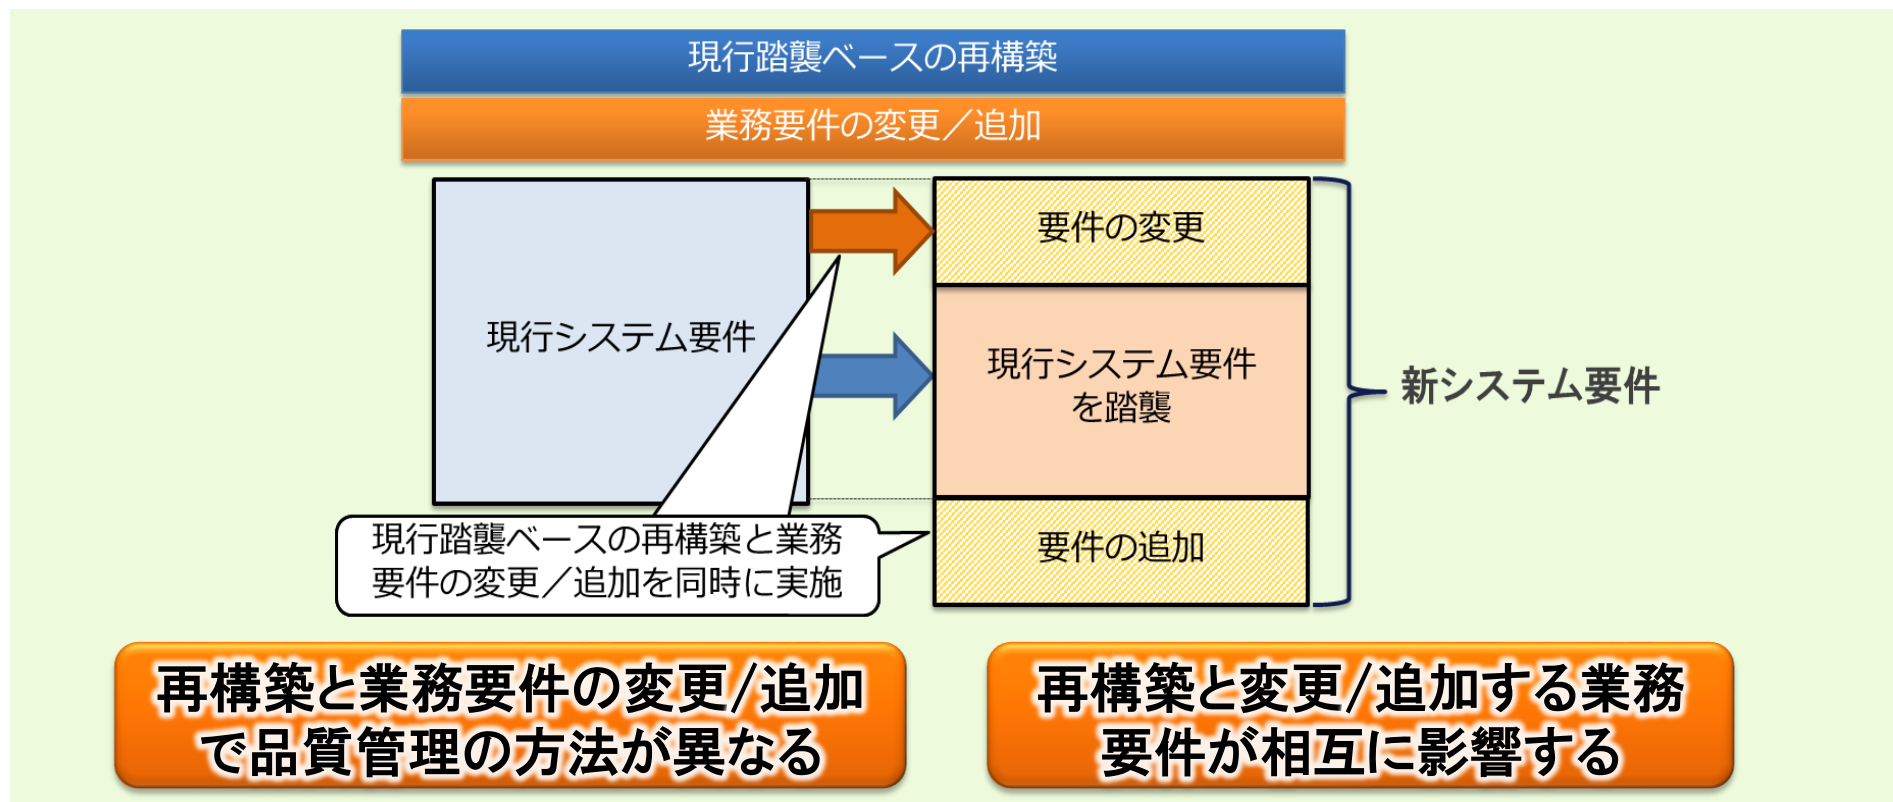 現行踏襲ベースの再構築
業務要件の変更／追加
現行システム要件
要件の変更
現行システム要件
を踏襲
要件の追加
新システム要件
現行踏襲ベースの再構築と業務
要件の変更／追加を同時に実施
再構築と業務要件の変更/追加
で品質管理の方法が異なる
再構築と変更/追加する業務
要件が相互に影響する